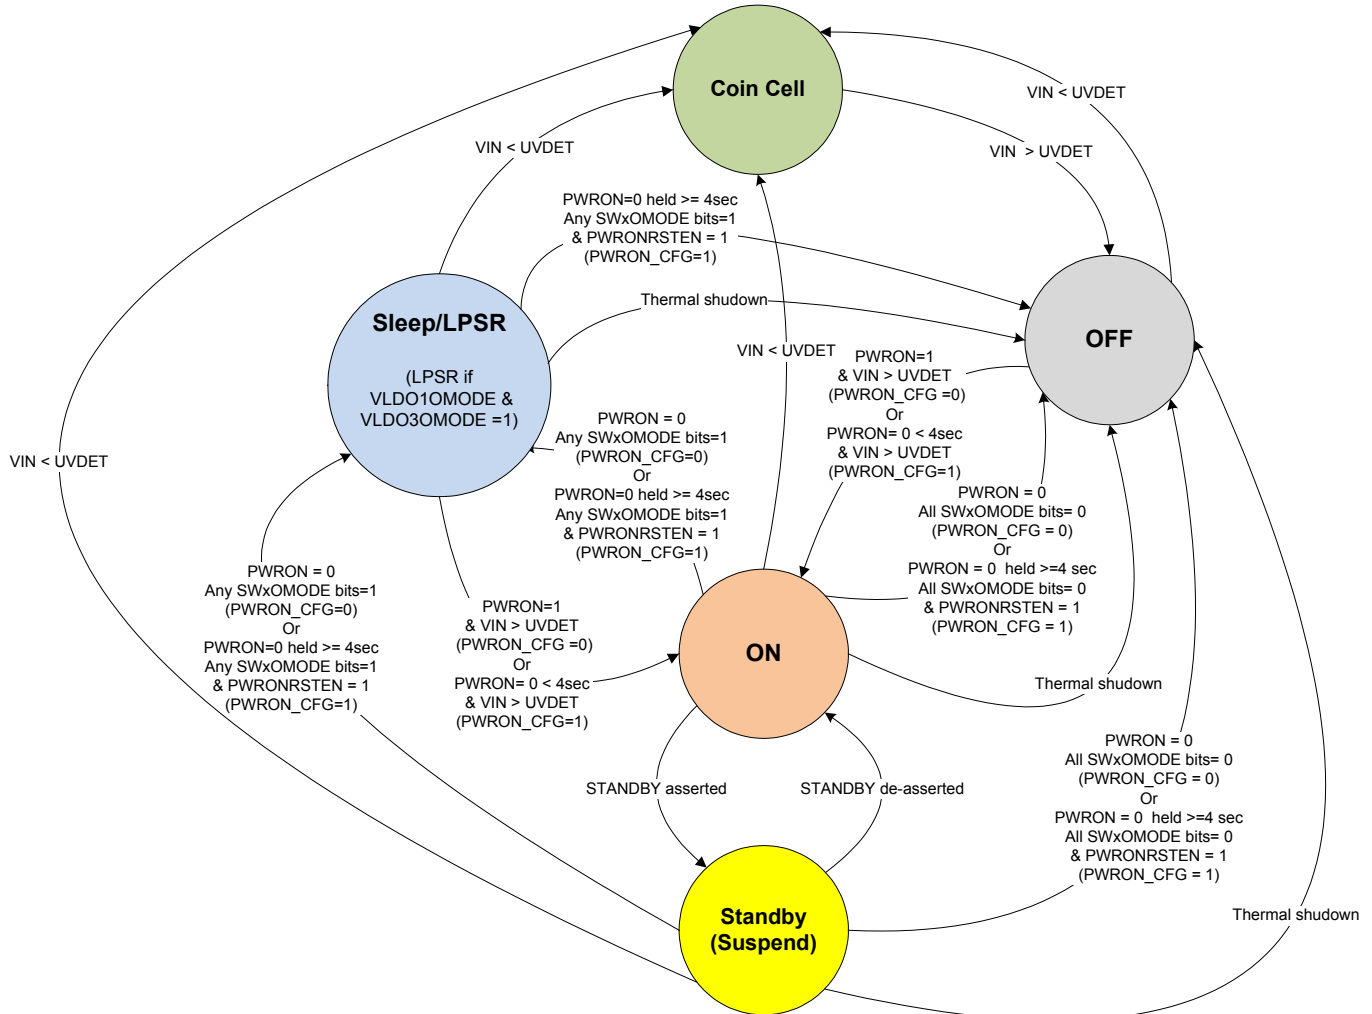 Coin Cell
VIN < UVDET
VIN < UVDET
VIN > UVDET
PWRON=0 held >= 4sec
Any SWxOMODE bits=1
& PWRONRSTEN = 1
(PWRON_CFG=1)
Thermal shudown
Sleep/LPSR
(LPSR if
VLDO1OMODE &
VLDO3OMODE =1)
OFF
VIN < UVDET
PWRON=1
& VIN > UVDET
(PWRON_CFG =0)
Or
PWRON= 0 < 4sec
& VIN > UVDET
(PWRON_CFG=1)
PWRON = 0
Any SWxOMODE bits=1
(PWRON_CFG=0)
Or
PWRON=0 held >= 4sec
Any SWxOMODE bits=1
& PWRONRSTEN = 1
(PWRON_CFG=1)
VIN < UVDET
PWRON = 0
All SWxOMODE bits= 0
(PWRON_CFG = 0)
Or
PWRON = 0 held >=4 sec
All SWxOMODE bits= 0
& PWRONRSTEN = 1
(PWRON_CFG = 1)
PWRON = 0
Any SWxOMODE bits=1
(PWRON_CFG=0)
Or
PWRON=0 held >= 4sec
Any SWxOMODE bits=1
& PWRONRSTEN = 1
(PWRON_CFG=1)
PWRON=1
& VIN > UVDET
(PWRON_CFG =0)
Or
PWRON= 0 < 4sec
& VIN > UVDET
(PWRON_CFG=1)
ON
Thermal shudown
STANDBY asserted
STANDBY de-asserted
PWRON = 0
All SWxOMODE bits= 0
(PWRON_CFG = 0)
Or
PWRON = 0 held >=4 sec
All SWxOMODE bits= 0
& PWRONRSTEN = 1
(PWRON_CFG = 1)
Standby
(Suspend)
Thermal shudown